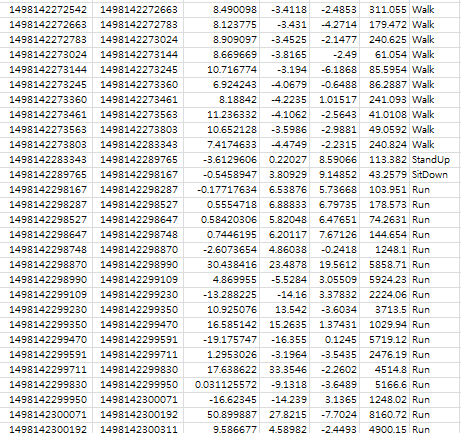 1498142272542 1498142272663 8.490098 -3.4118 -2.4853 311.055 Walk
1498142272663 1498142272783 8.123775 -3.431 -4.2714 179.472 Walk
1498142272783 1498142273024 8.909097 -3.4525 -2.1477 240.625 Walk
1498142273024 1498142273144 8.669669 -3.8165 -2.49 61.054 Walk
1498142273144 1498142273245 10.716774 -3.194 -6.1868 85.5954 Walk
1498142273245 1498142273360 6.924243 -4.0679 -0.6488 86.2887 Walk
1498142273360 1498142273461 8.18842 -4.2235 1.01517 241.093 Walk
1498142273461 1498142273563 11.236332 -4.1062 -2.5643 41.0108 Walk
1498142273563 1498142273803 10.652128 -3.5986 -2.9881 49.0592 Walk
1498142273803 1498142283343 7.4174633 -4.4749 -2.2315 240.824 Walk
1498142283343 1498142289765 -3.6129606 0.22027 8.59066 113.382 StandUp
1498142289765 1498142298167 -0.5458947 3.80929 9.14852 43.2579 SitDown
1498142298167 1498142298287 -0.17717634 6.53876 5.73668 103.951 Run
1498142298287 1498142298527 0.5554718 6.88833 6.79735 178.573 Run
1498142298527 1498142298647 0.58420306 5.82048 6.47651 74.2631 Run
1498142298647 1498142298748 0.7446195 6.20117 7.67126 144.654 Run
1498142298748 1498142298870 -2.6073654 4.86038 -0.2418 1248.1 Run
1498142298870 1498142298990 30.438416 23.4878 19.5612 5858.71 Run
1498142298990 1498142299109 4.869955 -5.5284 3.05509 5924.23 Run
1498142299109 1498142299230 -13.288225 -14.16 3.37832 2224.06 Run
1498142299230 1498142299350 10.925076 13.542 -3.6034 3713.5 Run
1498142299350 1498142299470 16.585142 15.2635 1.37431 1029.94 Run
1498142299470 1498142299591 -19.175747 -16.355 0.1245 5719.12 Run
1498142299591 1498142299711 1.2953026 -3.1964 -3.5435 2476.19 Run
1498142299711 1498142299830 17.638622 33.3546 -2.2602 4514.8 Run
1498142299830 1498142299950 0.031125572 -9.1318 -3.6489 5166.6 Run
1498142299950 1498142300071 -16.62345 -14.239 3.1365 1248.02 Run
1498142300071 1498142300192 50.899887 27.8215 -7.7024 8160.72 Run
1498142300192 1498142300311 9.586677 4.58982 -2.4493 4900.15 Run